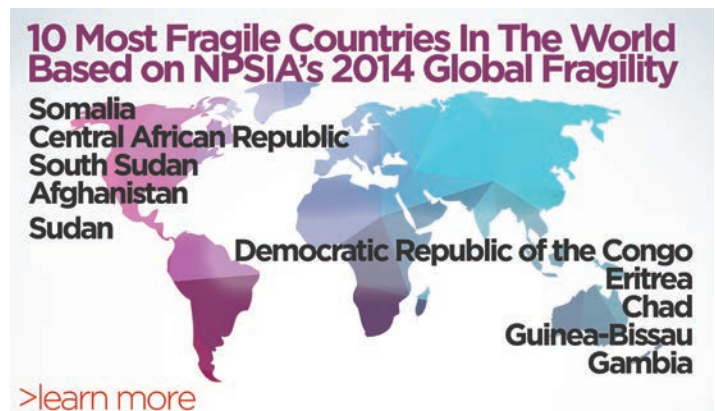 10 Most Fragile Countries In The World
Based on NPSIA's 2014 Global Fragility
Somalia
Central African Republic
South Sudan
Afghanistan
Sudan
Democratic Republic of the Congo
Eritrea
Chad
Guinea-Bissau
Gambia
>learn more